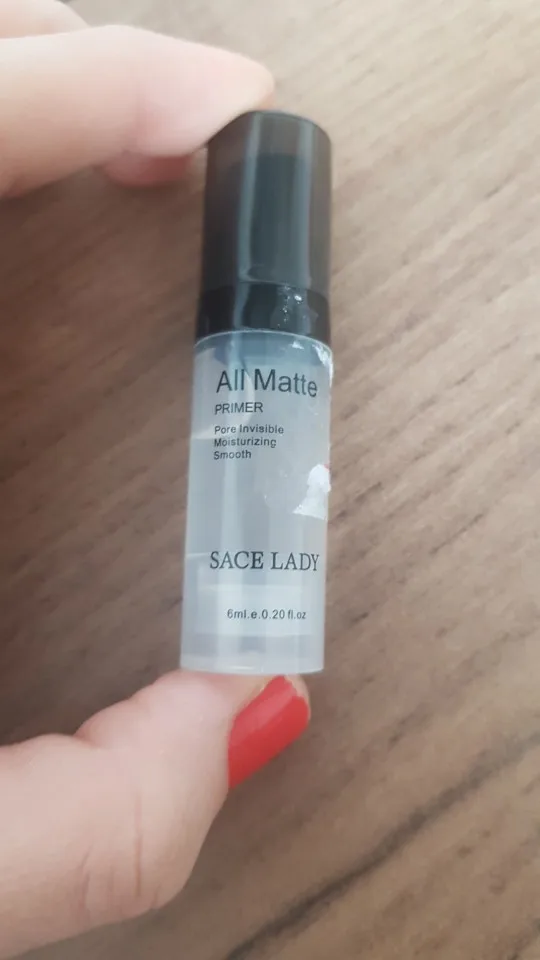 All Matte
PRIMER
Pore Invisible
Moisturizing
Smooth
SACE LADY
6ml.e.0.20 fl.oz